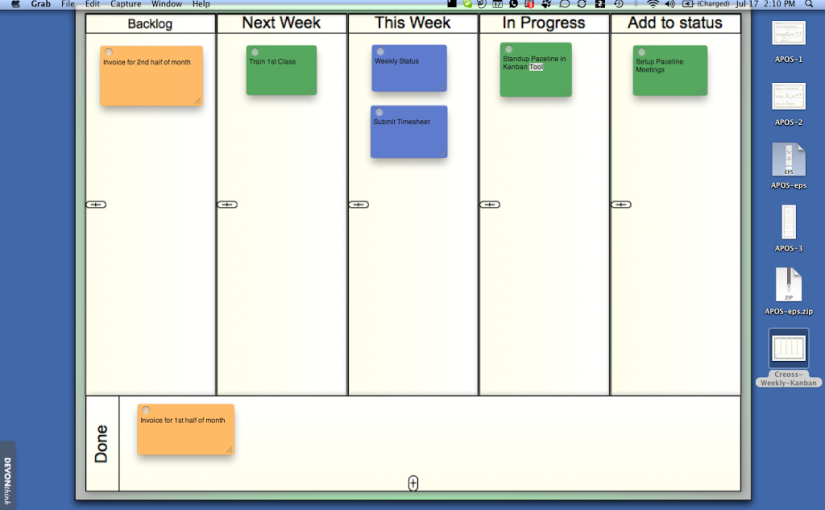 Grab File Edit Capture Window Help (Charged) Jul 17 2:10 PM
Backlog
Next Week
This Week
In Progress
Add to status
Invoice for 2nd half of month
Train 1st Class
Weekly Status
Submit Timesheet
Standup Paceline in
Kanban Tool
Setup Paceline
Meetings
Done
Invoice for 1st half of month
APOS-1
APOS-2
EPS
APOS-eps
APOS-3
ZIP
APOS-eps.zip
Creoss-
Weekly-Kanban
DEVONthink